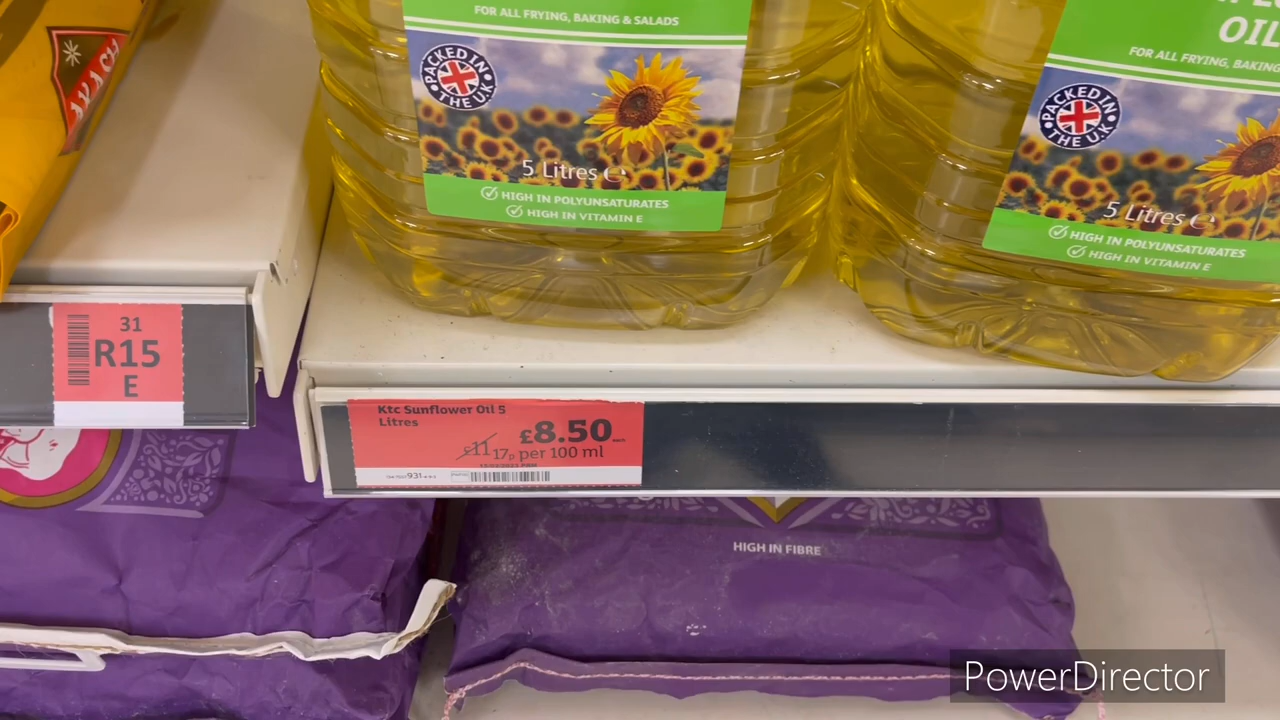 FOR ALL FRYING, BAKING & SALADS
PACKED IN
THE U.K
5 Litres e
HIGH IN POLYUNSATURATES
HIGH IN VITAMIN E
OIL
FOR ALL FRYING, BAKING
PACKED IN
THE U.K
5 Litres e
HIGH IN POLYUNSATURATES
HIGH IN VITAMIN E
31
R15
E
Ktc Sunflower Oil 5
Litres
£8.50
£11 17p per 100 ml
931
HIGH IN FIBRE
PowerDirector